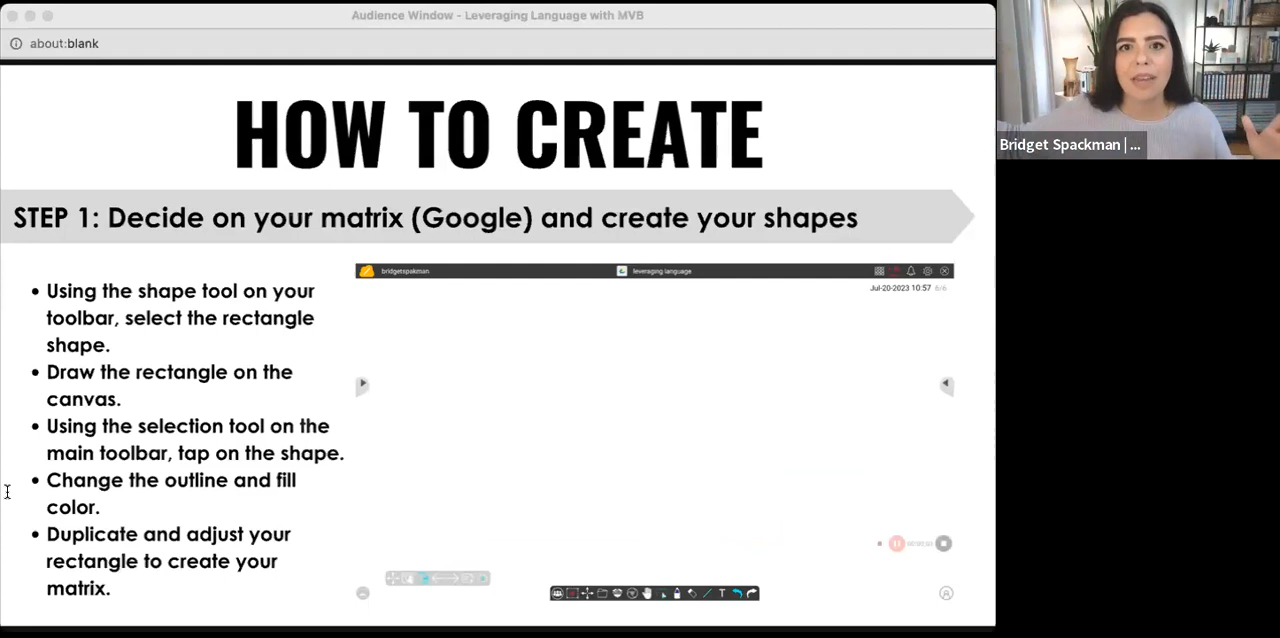 Audience Window - Leveraging Language with MVB
about:blank
HOW TO CREATE
STEP 1: Decide on your matrix (Google) and create your shapes
• Using the shape tool on your
toolbar, select the rectangle
shape.
• Draw the rectangle on the
canvas.
• Using the selection tool on the
main toolbar, tap on the shape.
• Change the outline and fill
color.
• Duplicate and adjust your
rectangle to create your
matrix.
bridgetspakman
leveraging language
Jul-20-2023 10:57 6/6
T
Bridget Spackman | ...